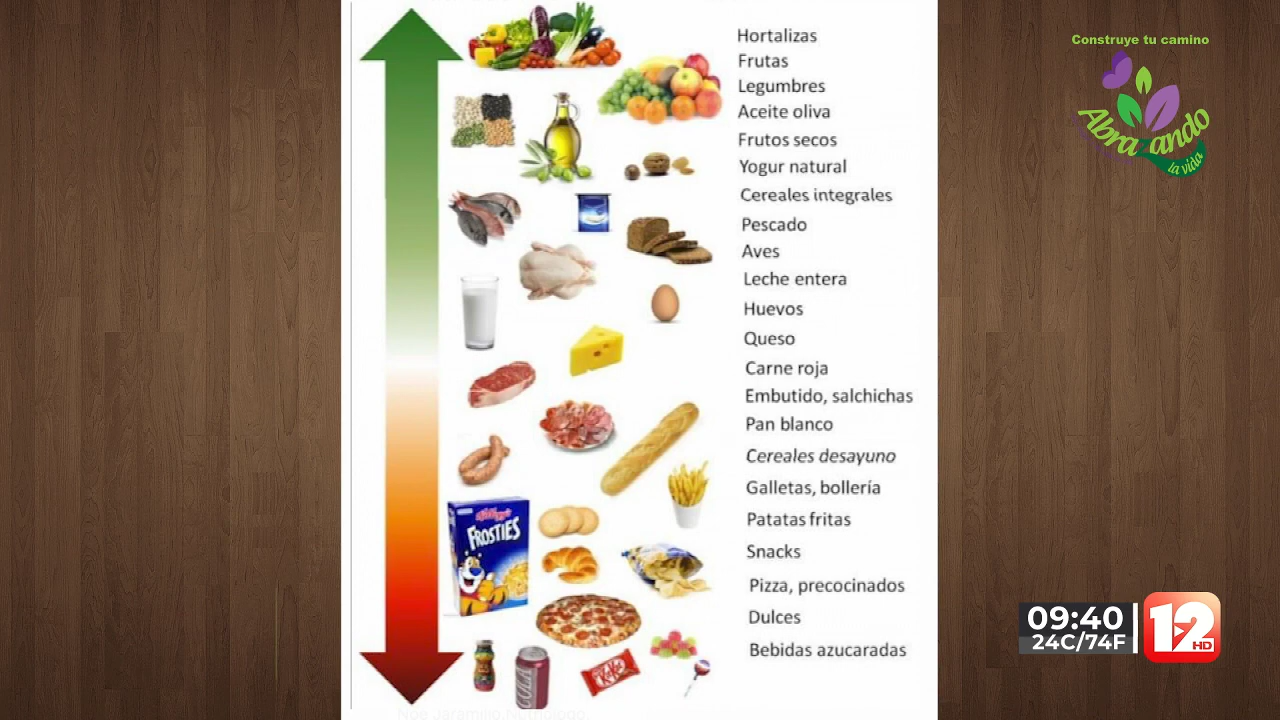 Hortalizas
Frutas
Legumbres
Aceite oliva
Frutos secos
Yogur natural
Cereales integrales
Pescado
Aves
Leche entera
Huevos
Queso
Carne roja
Embutido, salchichas
Pan blanco
Cereales desayuno
Galletas, bollería
Patatas fritas
Snacks
Pizza, precocinados
Dulces
Bebidas azucaradas
FROSTIES
KitKat
Construye tu camino
Abrazando
la vida
09:40
24C/74F
12
HD